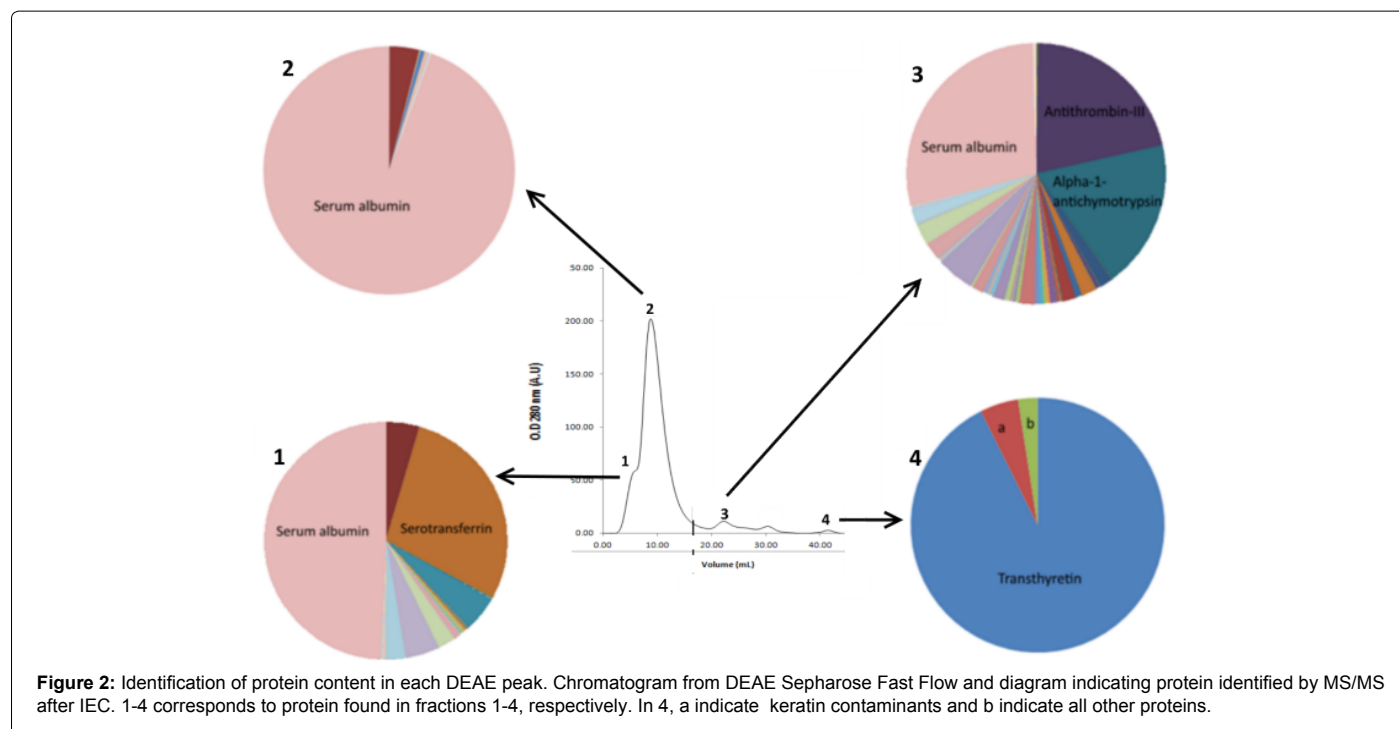 2
Serum albumin
3
Antithrombin-III
Serum albumin
Alpha-1-
antichymotrypsin
50.00
200.00
150.00
100.00
50.00
0.00
O.D 280 nm (A.U)
2
1
3
4
0.00
10.00
20.00
30.00
40.00
Volume (mL)
1
Serum albumin
Serotransferrin
4
a
b
Transthyretin
Figure 2: Identification of protein content in each DEAE peak. Chromatogram from DEAE Sepharose Fast Flow and diagram indicating protein identified by MS/MS
after IEC. 1-4 corresponds to protein found in fractions 1-4, respectively. In 4, a indicate keratin contaminants and b indicate all other proteins.